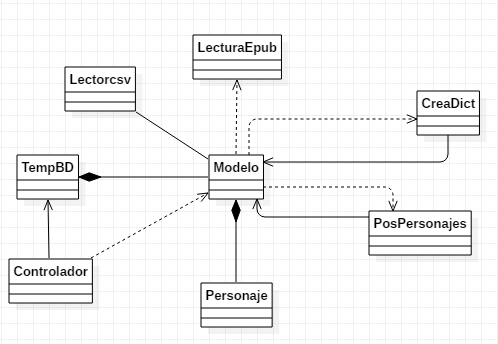 LecturaEpub
Lectorcsv
CreaDict
TempBD
Modelo
PosPersonajes
Controlador
Personaje